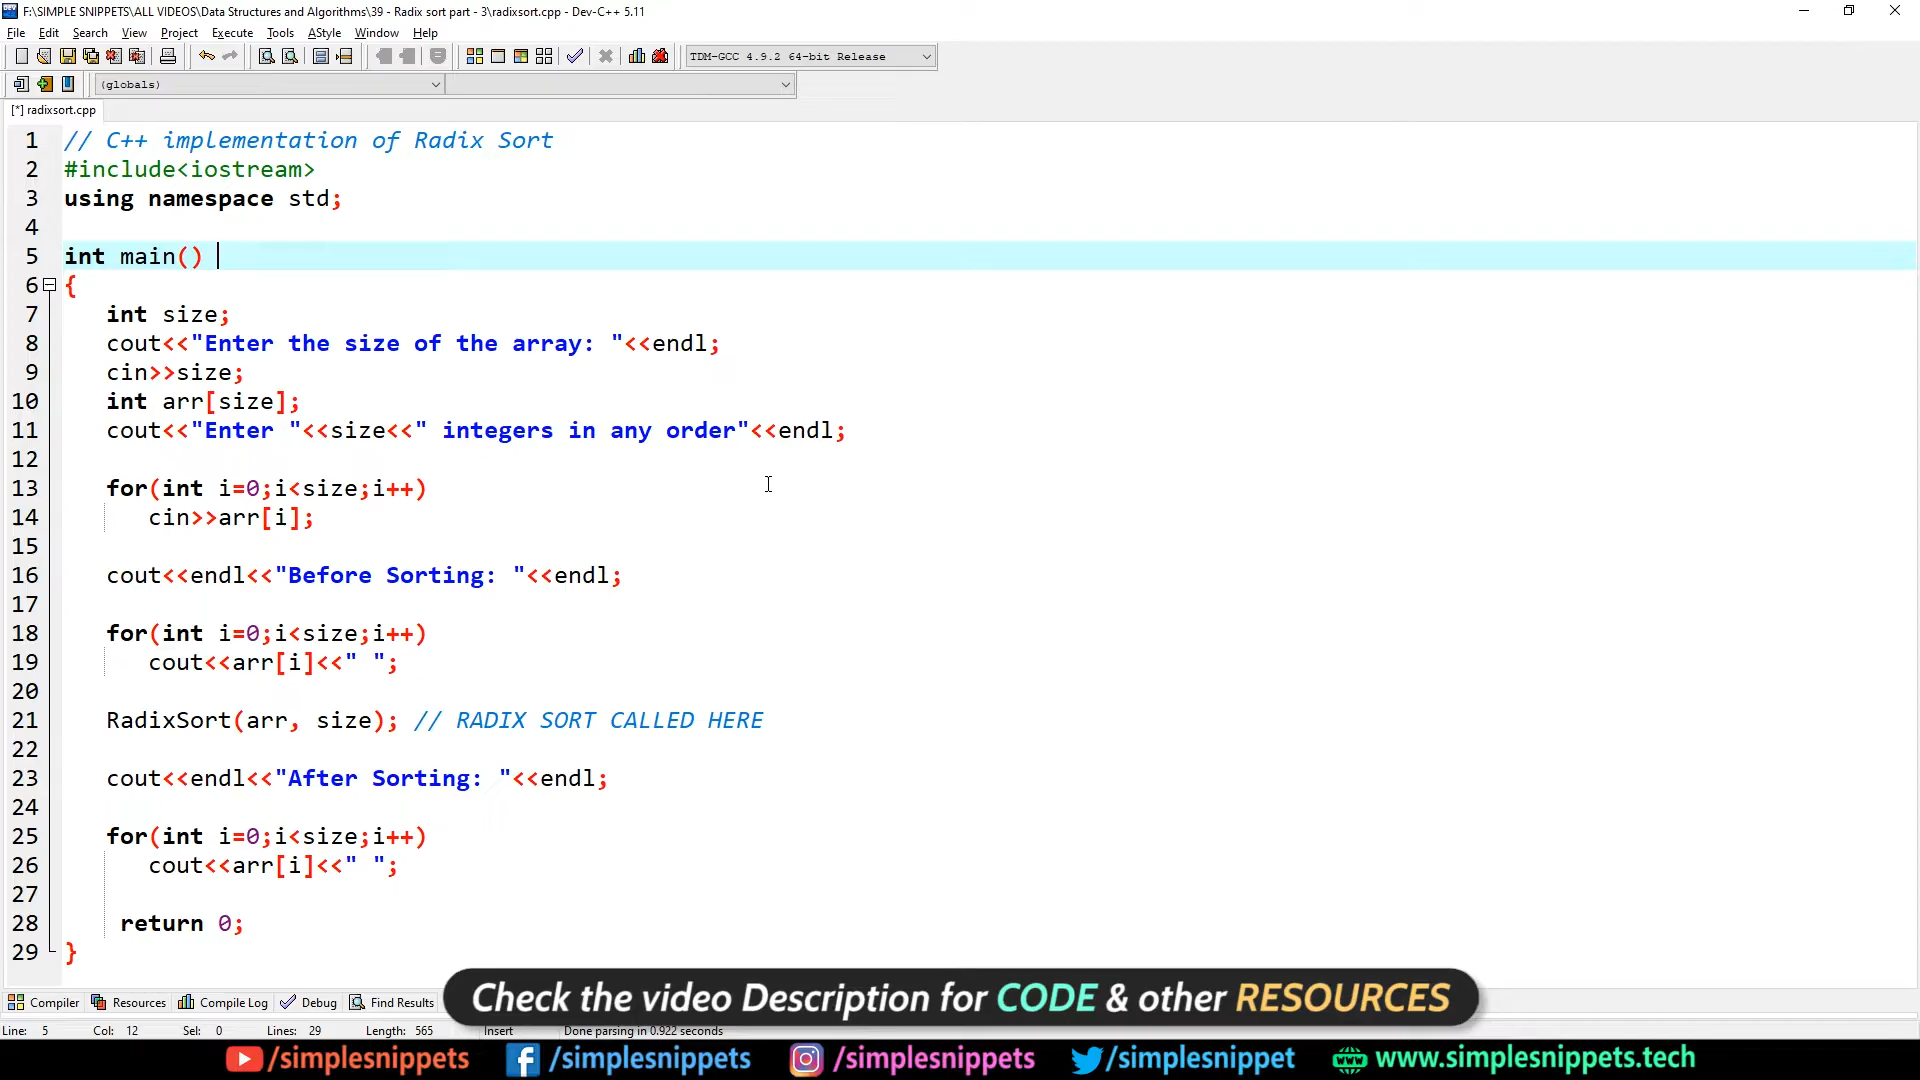 F:\SIMPLE SNIPPETS\ALL VIDEOS\Data Structures and Algorithms\39 - Radix sort part - 3\radixsort.cpp - Dev-C++ 5.11
File Edit Search View Project Execute Tools AStyle Window Help
TDM-GCC 4.9.2 64-bit Release
(globals)
[*] radixsort.cpp
1 // C++ implementation of Radix Sort
2 #include<iostream>
3 using namespace std;
4
5 int main()
6 {
7 int size;
8 cout<<"Enter the size of the array: "<<endl;
9 cin>>size;
10 int arr[size];
11 cout<<"Enter "<<size<<" integers in any order"<<endl;
12
13 for(int i=0;i<size;i++)
14 cin>>arr[i];
15
16 cout<<endl<<"Before Sorting: "<<endl;
17
18 for(int i=0;i<size;i++)
19 cout<<arr[i]<<" ";
20
21 RadixSort(arr, size); // RADIX SORT CALLED HERE
22
23 cout<<endl<<"After Sorting: "<<endl;
24
25 for(int i=0;i<size;i++)
26 cout<<arr[i]<<" ";
27
28 return 0;
29 }
Compiler Resources Compile Log Debug Find Results
Check the video Description for CODE & other RESOURCES
Line: 5 Col: 12 Sel: 0 Lines: 29 Length: 565 Insert Done parsing in 0.922 seconds
/simplesnippets /simplesnippets /simplesnippets /simplesnippets www.simplesnippets.tech